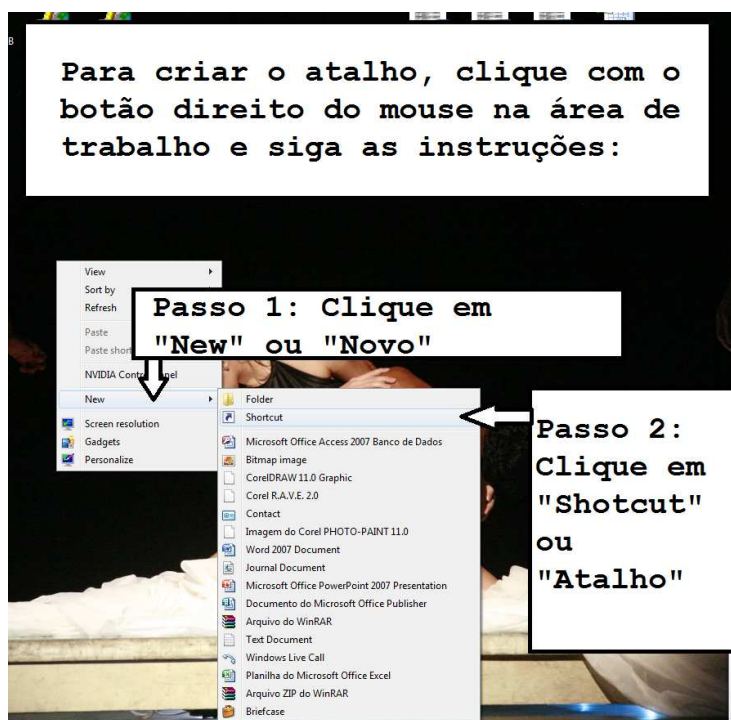 B
Para criar o atalho, clique com o
botão direito do mouse na área de
trabalho e siga as instruções:
View
Sort by
Refresh
Passo 1: Clique em
"New" ou "Novo"
Paste
Paste short
NVIDIA Contr nel
New
Screen resolution
Gadgets
Personalize
Folder
Shortcut
Microsoft Office Access 2007 Banco de Dados
Bitmap image
CorelDRAW 11.0 Graphic
Corel R.A.V.E. 2.0
Contact
Imagem do Corel PHOTO-PAINT 11.0
Word 2007 Document
Journal Document
Microsoft Office PowerPoint 2007 Presentation
Documento do Microsoft Office Publisher
Arquivo do WinRAR
Text Document
Windows Live Call
Planilha do Microsoft Office Excel
Arquivo ZIP do WinRAR
Briefcase
Passo 2:
Clique em
"Shotcut"
ou
"Atalho"